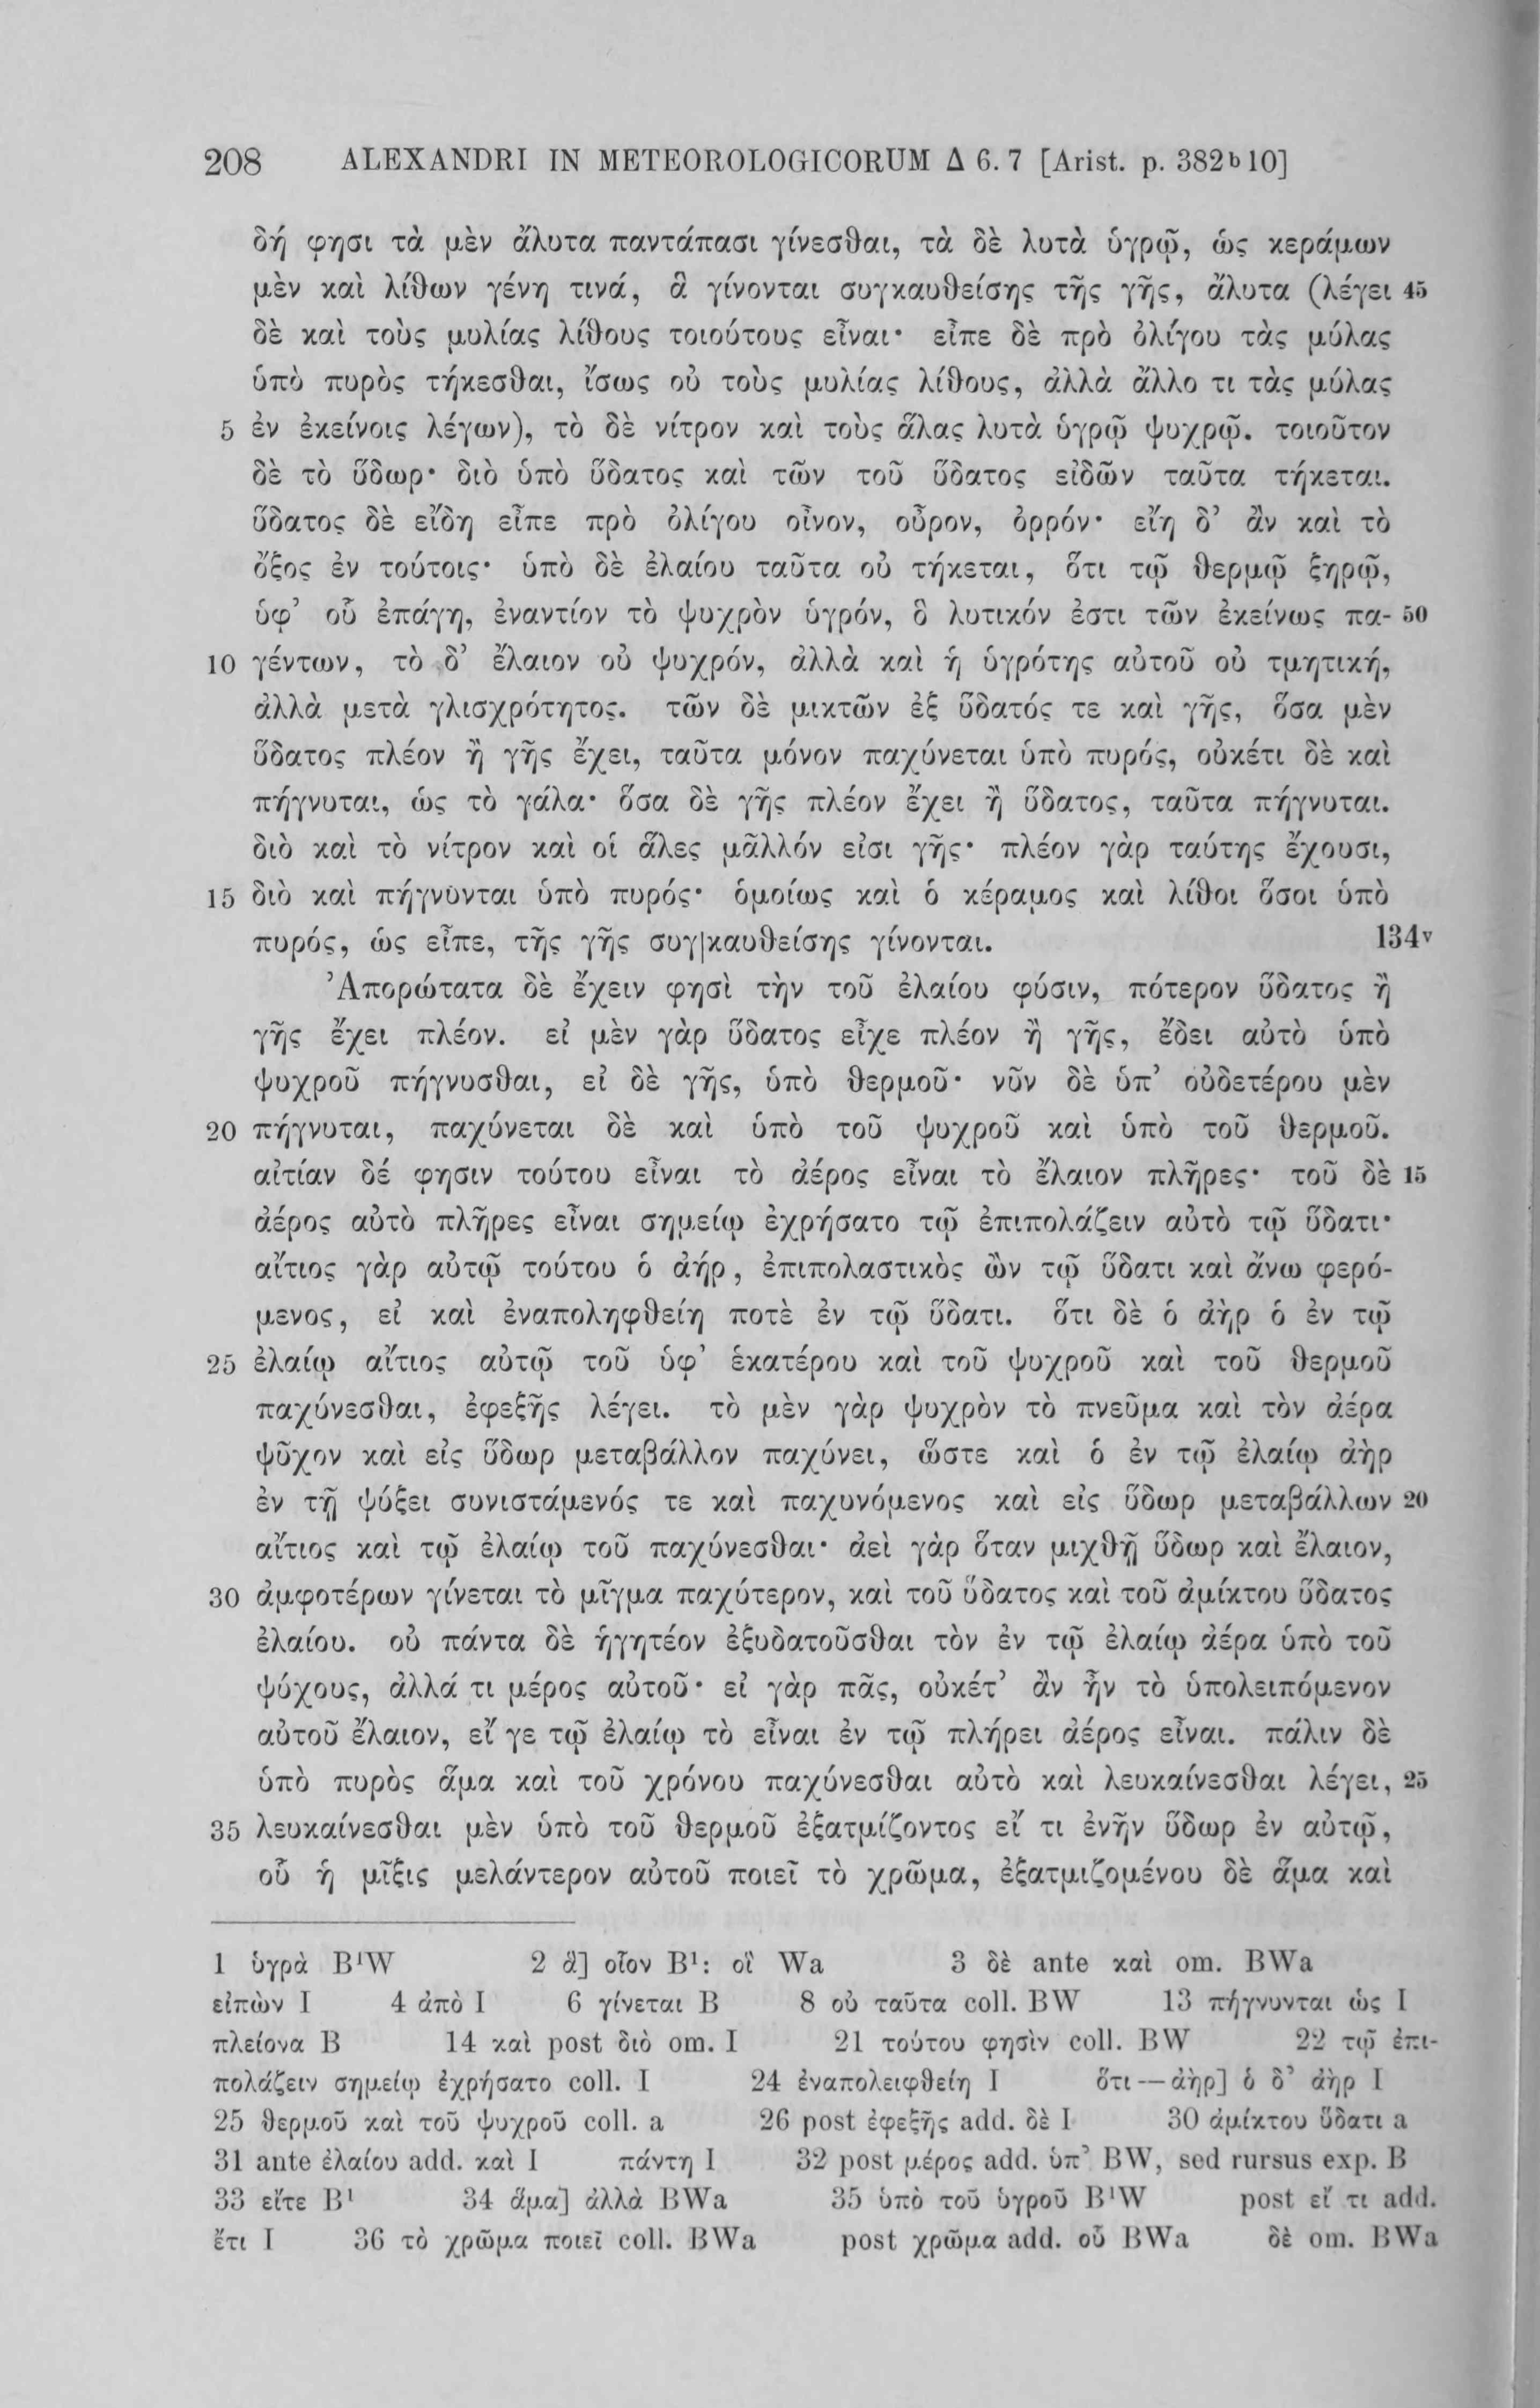 208 ALEXANDRI IN METEOROLOGICORUM Δ 6. 7 [Arist. p. 382ᵇ10]
δή φησι τὰ μὲν ἄλυτα παντάπασι γίνεσθαι, τὰ δὲ λυτὰ ὑγρῷ, ὡς κεράμων
μὲν καὶ λίθων γένη τινά, ἃ γίνονται συγκαυθείσης τῆς γῆς, ἄλυτα (λέγει 45
δὲ καὶ τοὺς μυλίας λίθους τοιούτους εἶναι· εἶπε δὲ πρὸ ὀλίγου τὰς μύλας
ὑπὸ πυρὸς τήκεσθαι, ἴσως οὐ τοὺς μυλίας λίθους, ἀλλὰ ἄλλο τι τὰς μύλας
5 ἐν ἐκείνοις λέγων), τὸ δὲ νίτρον καὶ τοὺς ἅλας λυτὰ ὑγρῷ ψυχρῷ. τοιοῦτον
δὲ τὸ ὕδωρ· διὸ ὑπὸ ὕδατος καὶ τῶν τοῦ ὕδατος εἰδῶν ταῦτα τήκεται.
ὕδατος δὲ εἴδη εἶπε πρὸ ὀλίγου οἶνον, οὖρον, ὀρρόν· εἴη δ' ἂν καὶ τὸ
ὄξος ἐν τούτοις· ὑπὸ δὲ ἐλαίου ταῦτα οὐ τήκεται, ὅτι τῷ θερμῷ ξηρῷ,
ὑφ' οὗ ἐπάγη, ἐναντίον τὸ ψυχρὸν ὑγρόν, ὃ λυτικόν ἐστι τῶν ἐκείνως πα- 50
10 γέντων, τὸ δ' ἔλαιον οὐ ψυχρόν, ἀλλὰ καὶ ἡ ὑγρότης αὐτοῦ οὐ τμητική,
ἀλλὰ μετὰ γλισχρότητος. τῶν δὲ μικτῶν ἐξ ὕδατός τε καὶ γῆς, ὅσα μὲν
ὕδατος πλέον ἢ γῆς ἔχει, ταῦτα μόνον παχύνεται ὑπὸ πυρός, οὐκέτι δὲ καὶ
πήγνυται, ὡς τὸ γάλα· ὅσα δὲ γῆς πλέον ἔχει ἢ ὕδατος, ταῦτα πήγνυται.
διὸ καὶ τὸ νίτρον καὶ οἱ ἅλες μᾶλλόν εἰσι γῆς· πλέον γὰρ ταύτης ἔχουσι,
15 διὸ καὶ πήγνυνται ὑπὸ πυρός· ὁμοίως καὶ ὁ κέραμος καὶ λίθοι ὅσοι ὑπὸ
πυρός, ὡς εἶπε, τῆς γῆς συγ|καυθείσης γίνονται. 134ᵛ
Ἀπορώτατα δὲ ἔχειν φησὶ τὴν τοῦ ἐλαίου φύσιν, πότερον ὕδατος ἢ
γῆς ἔχει πλέον. εἰ μὲν γὰρ ὕδατος εἶχε πλέον ἢ γῆς, ἔδει αὐτὸ ὑπὸ
ψυχροῦ πήγνυσθαι, εἰ δὲ γῆς, ὑπὸ θερμοῦ· νῦν δὲ ὑπ' οὐδετέρου μὲν
20 πήγνυται, παχύνεται δὲ καὶ ὑπὸ τοῦ ψυχροῦ καὶ ὑπὸ τοῦ θερμοῦ.
αἰτίαν δέ φησιν τούτου εἶναι τὸ ἀέρος εἶναι τὸ ἔλαιον πλῆρες· τοῦ δὲ 15
ἀέρος αὐτὸ πλῆρες εἶναι σημείῳ ἐχρήσατο τῷ ἐπιπολάζειν αὐτὸ τῷ ὕδατι·
αἴτιος γὰρ αὐτῷ τούτου ὁ ἀήρ, ἐπιπολαστικὸς ὢν τῷ ὕδατι καὶ ἄνω φερό-
μενος, εἰ καὶ ἐναποληφθείη ποτὲ ἐν τῷ ὕδατι. ὅτι δὲ ὁ ἀὴρ ὁ ἐν τῷ
25 ἐλαίῳ αἴτιος αὐτῷ τοῦ ὑφ' ἑκατέρου καὶ τοῦ ψυχροῦ καὶ τοῦ θερμοῦ
παχύνεσθαι, ἐφεξῆς λέγει. τὸ μὲν γὰρ ψυχρὸν τὸ πνεῦμα καὶ τὸν ἀέρα
ψῦχον καὶ εἰς ὕδωρ μεταβάλλον παχύνει, ὥστε καὶ ὁ ἐν τῷ ἐλαίῳ ἀὴρ
ἐν τῇ ψύξει συνιστάμενός τε καὶ παχυνόμενος καὶ εἰς ὕδωρ μεταβάλλων 20
αἴτιος καὶ τῷ ἐλαίῳ τοῦ παχύνεσθαι· ἀεὶ γὰρ ὅταν μιχθῇ ὕδωρ καὶ ἔλαιον,
30 ἀμφοτέρων γίνεται τὸ μῖγμα παχύτερον, καὶ τοῦ ὕδατος καὶ τοῦ ἀμίκτου ὕδατος
ἐλαίου. οὐ πάντα δὲ ἡγητέον ἐξυδατοῦσθαι τὸν ἐν τῷ ἐλαίῳ ἀέρα ὑπὸ τοῦ
ψύχους, ἀλλά τι μέρος αὐτοῦ· εἰ γὰρ πᾶς, οὐκέτ' ἂν ἦν τὸ ὑπολειπόμενον
αὐτοῦ ἔλαιον, εἴ γε τῷ ἐλαίῳ τὸ εἶναι ἐν τῷ πλήρει ἀέρος εἶναι. πάλιν δὲ
ὑπὸ πυρὸς ἅμα καὶ τοῦ χρόνου παχύνεσθαι αὐτὸ καὶ λευκαίνεσθαι λέγει, 25
35 λευκαίνεσθαι μὲν ὑπὸ τοῦ θερμοῦ ἐξατμίζοντος εἴ τι ἐνῆν ὕδωρ ἐν αὐτῷ,
οὗ ἡ μῖξις μελάντερον αὐτοῦ ποιεῖ τὸ χρῶμα, ἐξατμιζομένου δὲ ἅμα καὶ
1 ὑγρὰ B¹W 2 ἃ] οἷον B¹: οἳ Wa 3 δὲ ante καὶ om. BWa
εἰπὼν I 4 ἀπὸ I 6 γίνεται B 8 οὐ ταῦτα coll. BW 13 πήγνυνται ὡς I
πλείονα B 14 καὶ post διὸ om. I 21 τούτου φησὶν coll. BW 22 τῷ ἐπι-
πολάζειν σημείῳ ἐχρήσατο coll. I 24 ἐναπολειφθείη I ὅτι — ἀὴρ] ὁ δ' ἀὴρ I
25 θερμοῦ καὶ τοῦ ψυχροῦ coll. a 26 post ἐφεξῆς add. δὲ I 30 ἀμίκτου ὕδατι a
31 ante ἐλαίου add. καὶ I πάντη I 32 post μέρος add. ὑπ' BW, sed rursus exp. B
33 εἴτε B¹ 34 ἅμα] ἀλλὰ BWa 35 ὑπὸ τοῦ ὑγροῦ B¹W post εἴ τι add.
ἔτι I 36 τὸ χρῶμα ποιεῖ coll. BWa post χρῶμα add. οὗ BWa δὲ om. BWa